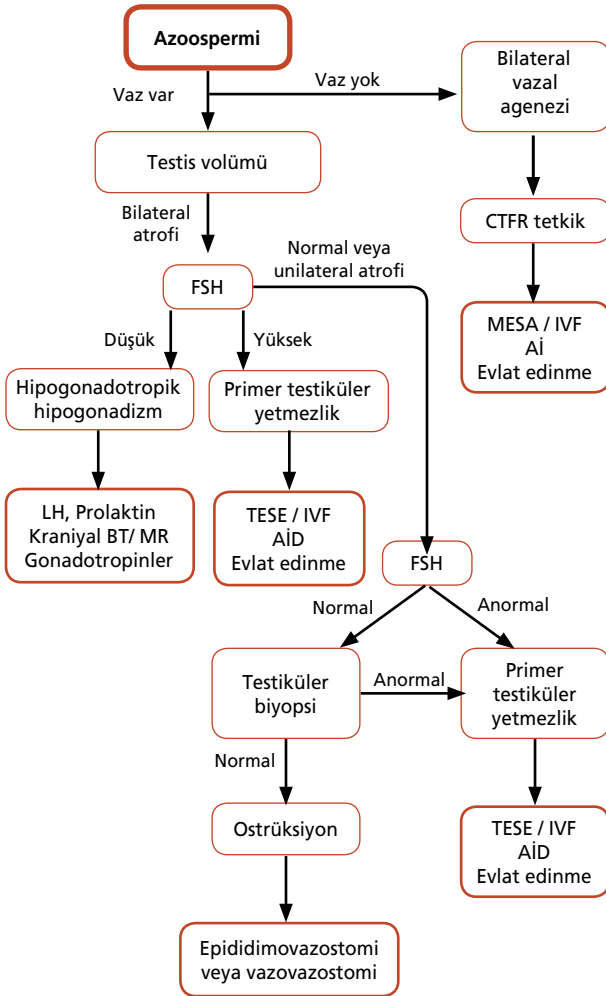 Azoospermi
Vaz var
Vaz yok
Bilateral
vazal
agenezi
Testis volümü
CTFR tetkik
Bilateral
atrofi
Normal veya
unilateral atrofi
FSH
MESA / IVF
Aİ
Evlat edinme
Düşük
Yüksek
Hipogonadotropik
hipogonadizm
Primer testiküler
yetmezlik
LH, Prolaktin
Kraniyal BT/ MR
Gonadotropinler
TESE / IVF
AİD
Evlat edinme
FSH
Normal
Anormal
Testiküler
biyopsi
Anormal
Primer
testiküler
yetmezlik
Normal
Ostrüksiyon
TESE / IVF
AİD
Evlat edinme
Epididimovazostomi
veya vazovazostomi